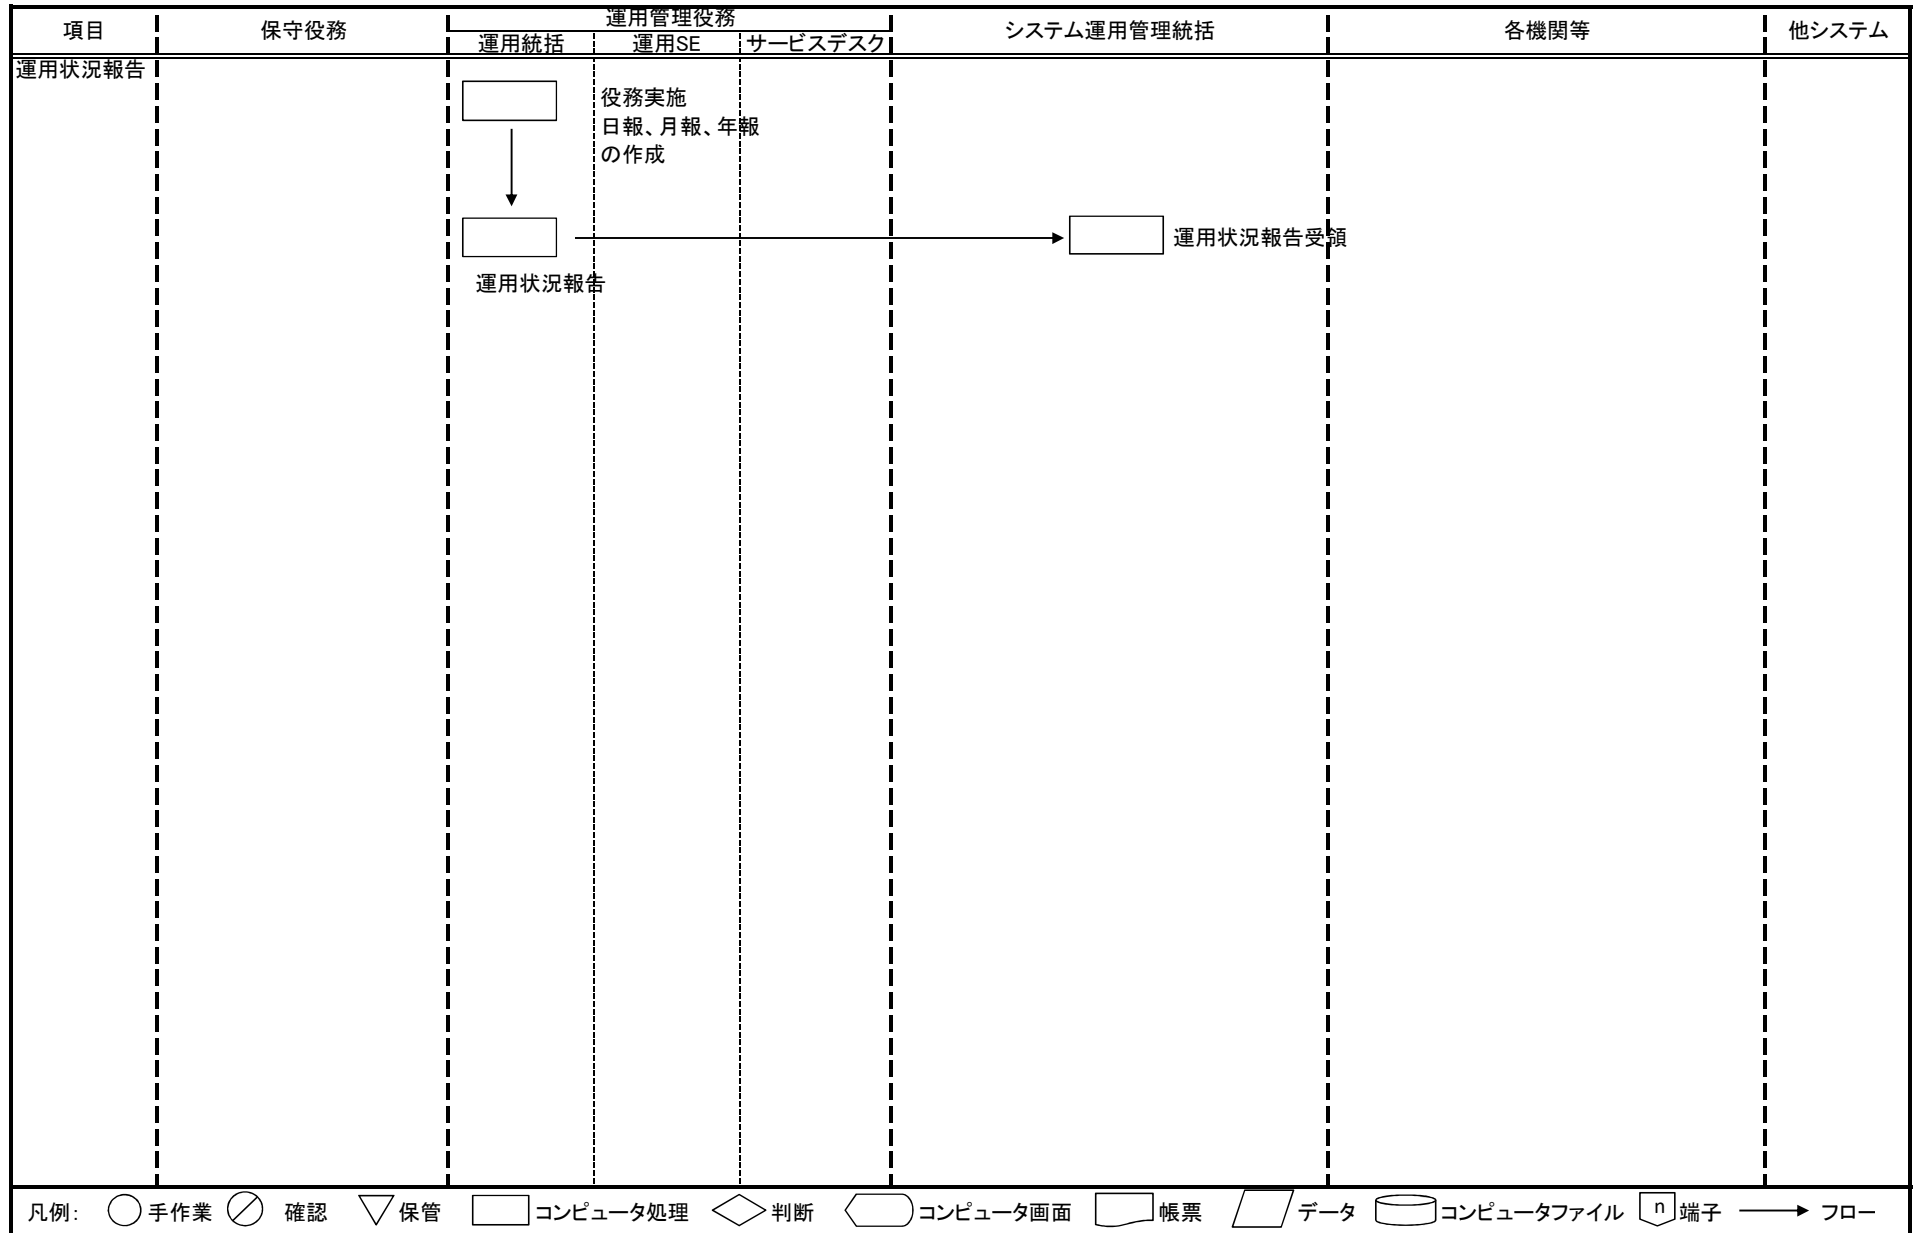 項目
保守役務
運用管理役務
運用統括
運用SE
サービスデスク
システム運用管理統括
各機関等
他システム
運用状況報告
役務実施
日報、月報、年報
の作成
運用状況報告
運用状況報告受領
凡例:
手作業
確認
保管
コンピュータ処理
判断
コンピュータ画面
帳票
データ
コンピュータファイル
n
端子
フロー